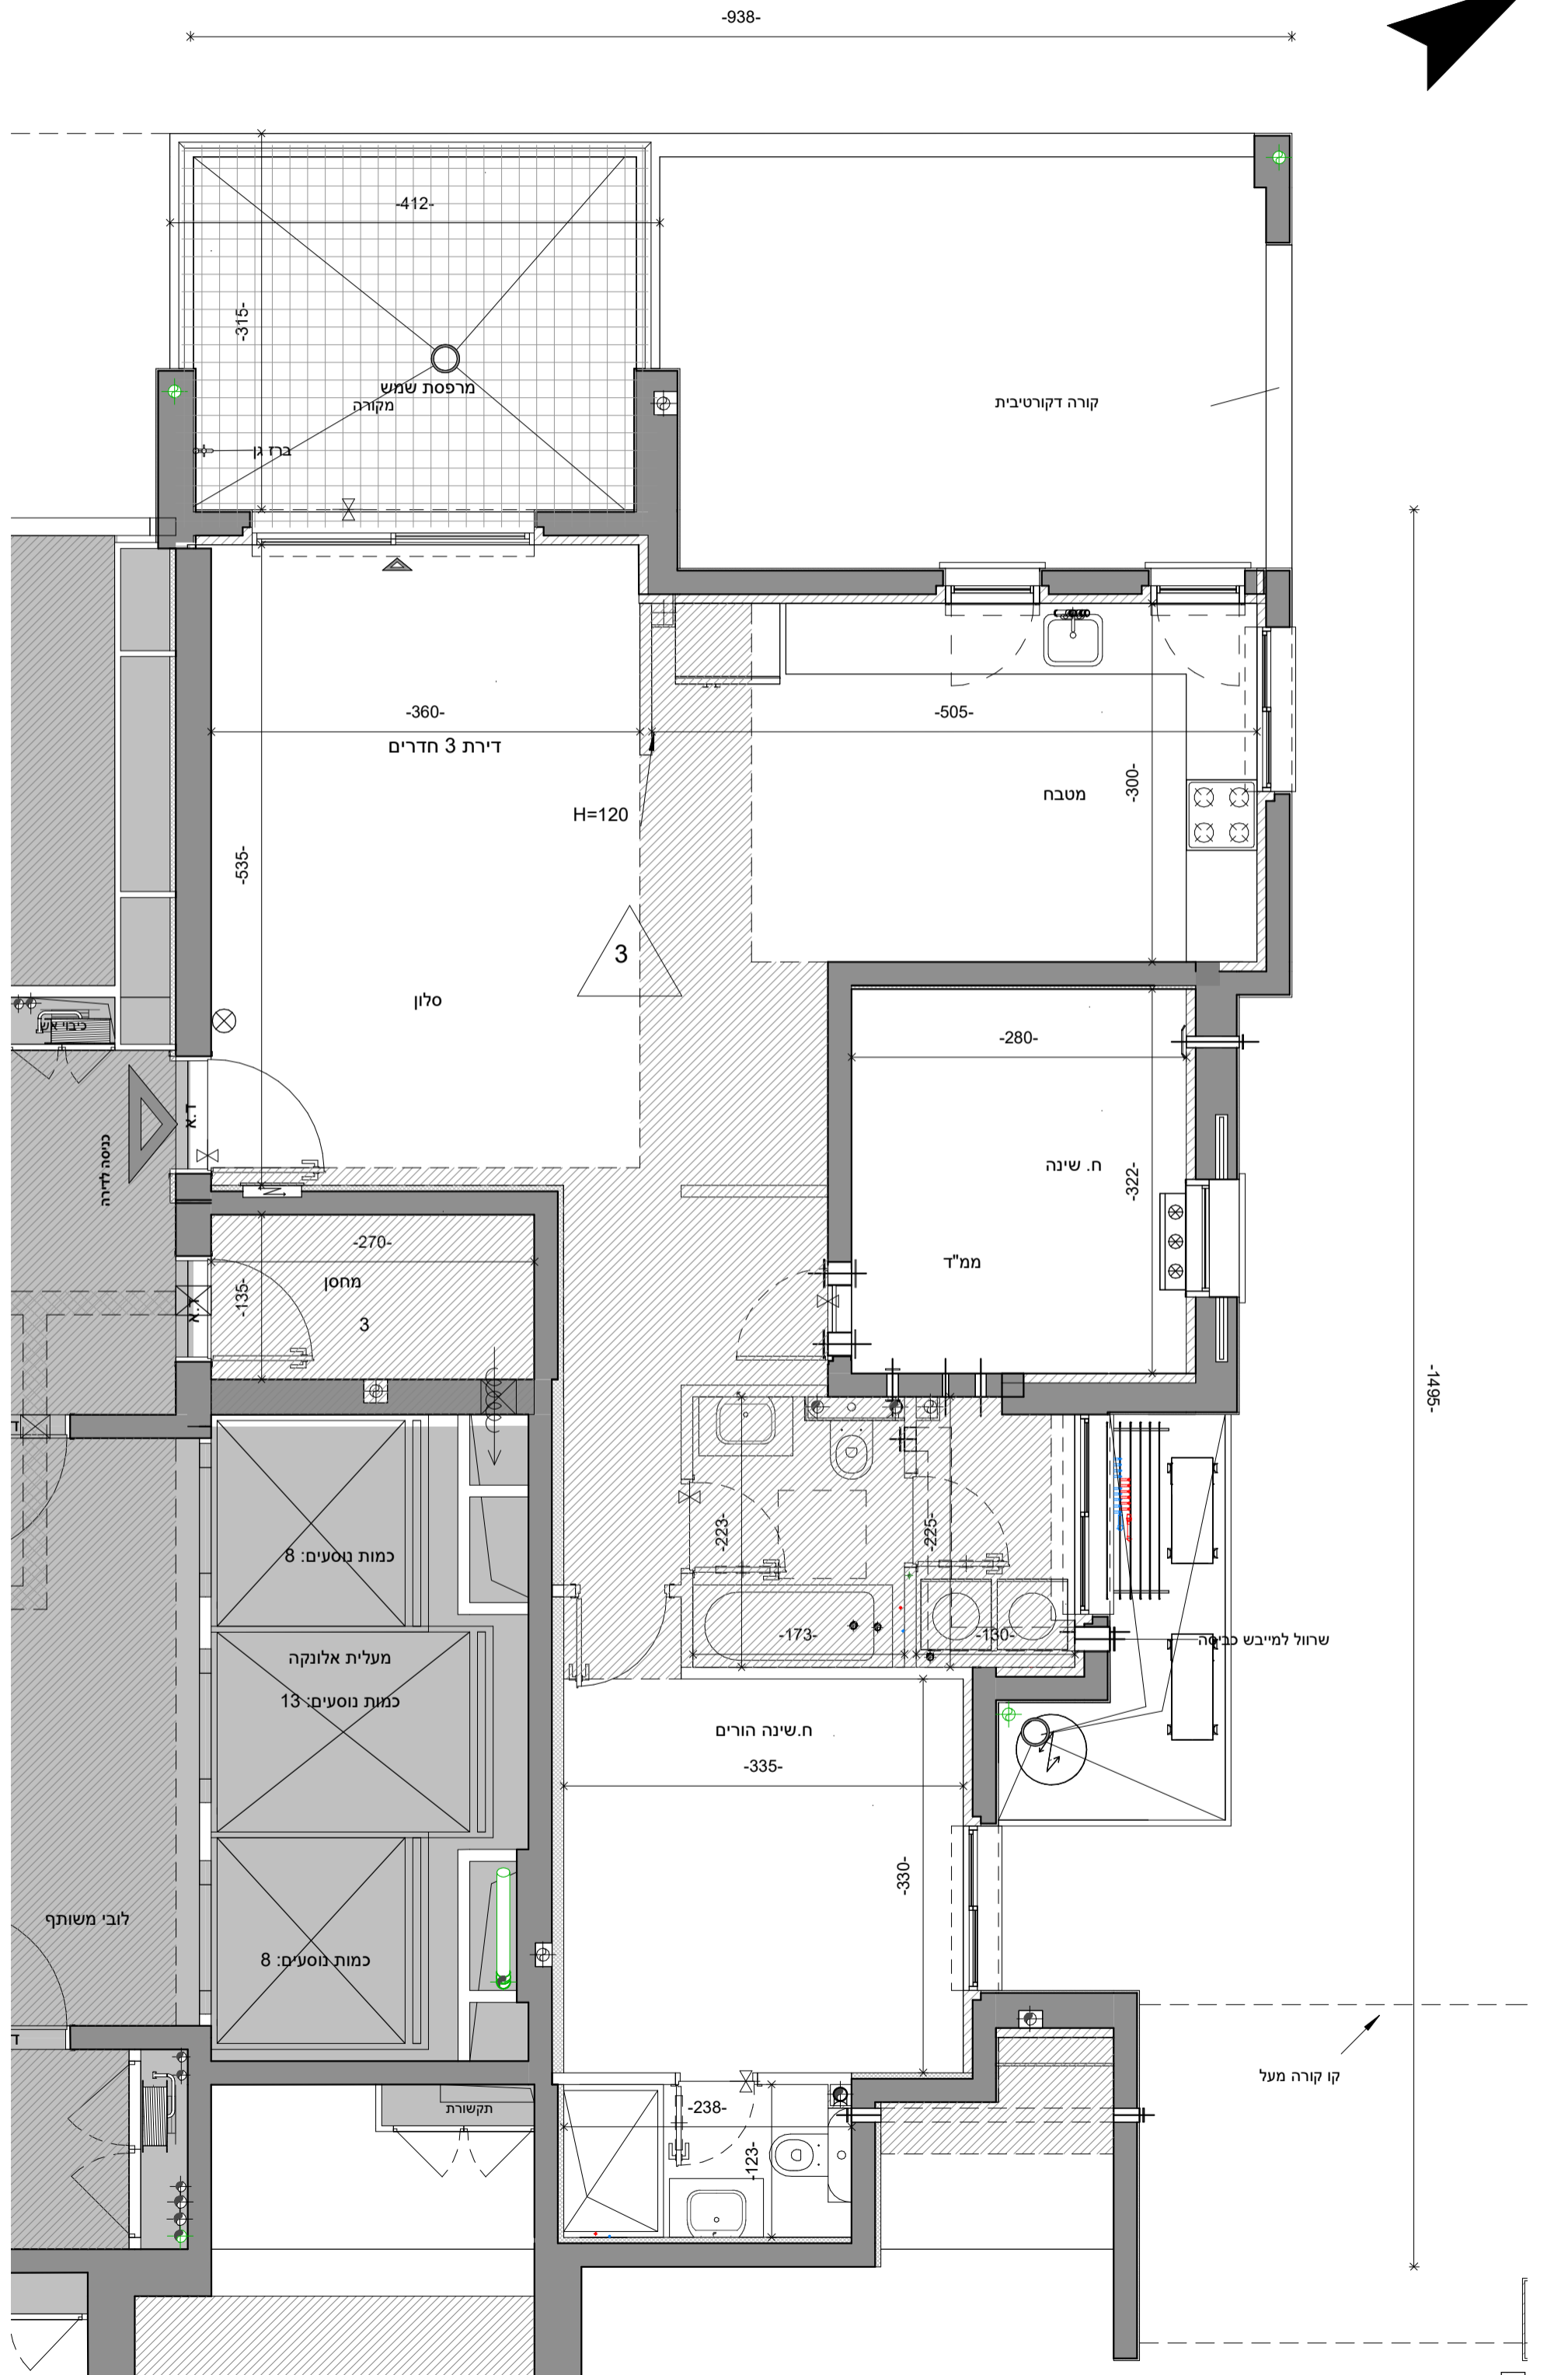 -938-
-412-
-315-
מרפסת שמש
מקורה
ברז גן
קורה דקורטיבית
-360-
-505-
דירת 3 חדרים
H=120
מטבח
-300-
-535-
3
סלון
כיבוי אש
-280-
ד.א
כניסה לדירה
ח. שינה
-322-
ממ"ד
-270-
מחסן
-135-
3
ד.א
-1495-
ד
כמות נוסעים: 8
-223-
-225-
-173-
-130-
שרוול למייבש כביסה
מעלית אלונקה
כמות נוסעים: 13
ח.שינה הורים
-335-
-330-
לובי משותף
כמות נוסעים: 8
ד
קו קורה מעל
תקשורת
-238-
-123-